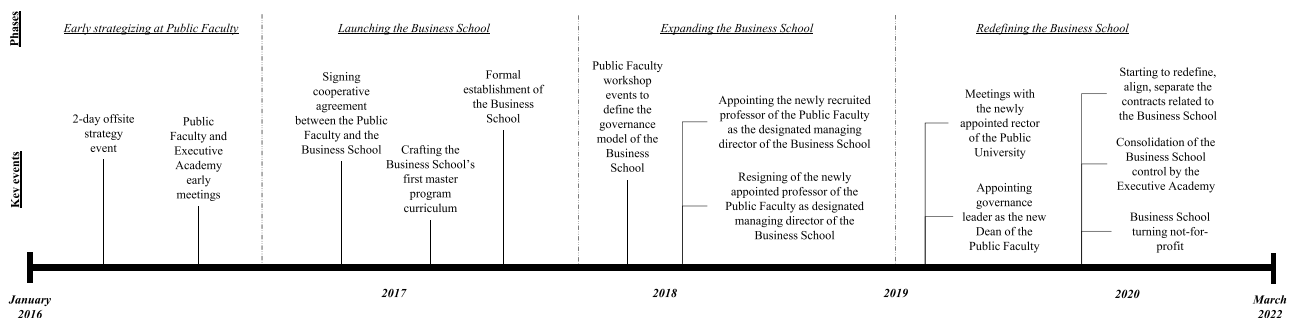 Phases
Early strategizing at Public Faculty
Launching the Business School
Expanding the Business School
Redefining the Business School
Key events
2-day offsite
strategy
event
Public
Faculty and
Executive
Academy
early
meetings
Signing
cooperative
agreement
between the Public
Faculty and the
Business School
Crafting the
Business School’s
first master
program
curriculum
Formal
establishment of
the Business
School
Public Faculty
workshop
events to
define the
governance
model of the
Business
School
Appointing the newly recruited
professor of the Public Faculty
as the designated managing
director of the Business School
Resigning of the newly
appointed professor of the
Public Faculty as designated
managing director of the
Business School
Meetings with
the newly
appointed rector
of the Public
University
Appointing
governance
leader as the new
Dean of the
Public Faculty
Starting to redefine,
align, separate the
contracts related to
the Business School
Consolidation of the
Business School
control by the
Executive Academy
Business School
turning not-for-
profit
January
2016
2017
2018
2019
2020
March
2022